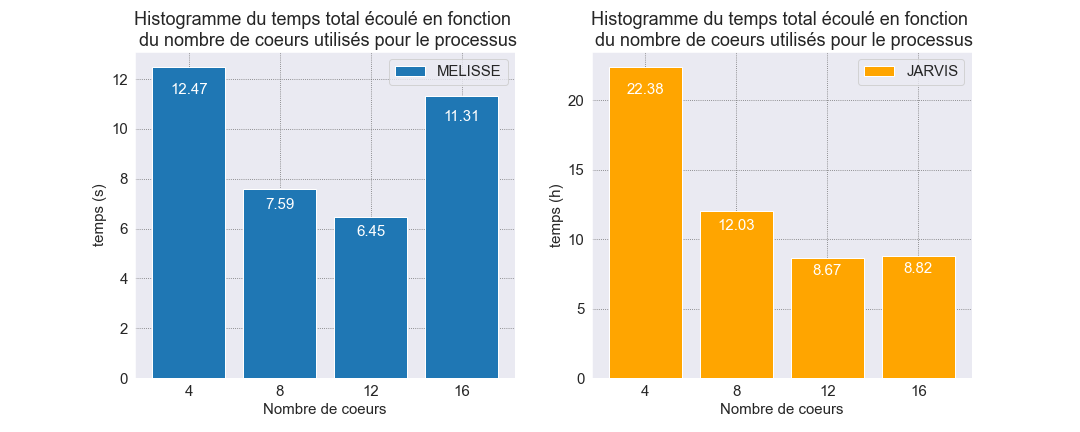 Histogramme du temps total écoulé en fonction
du nombre de coeurs utilisés pour le processus
MELISSE
12.47
7.59
6.45
11.31
12
10
8
6
4
2
0
temps (s)
4 8 12 16
Nombre de coeurs
Histogramme du temps total écoulé en fonction
du nombre de coeurs utilisés pour le processus
JARVIS
22.38
12.03
8.67
8.82
20
15
10
5
0
temps (h)
4 8 12 16
Nombre de coeurs